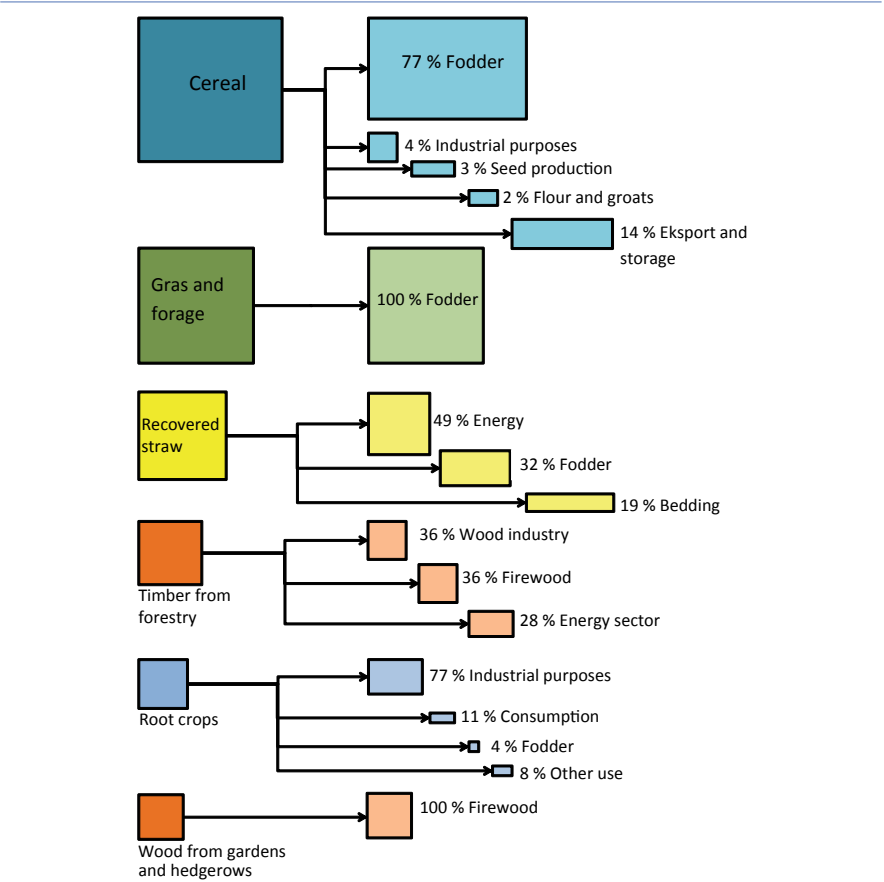 Cereal
77 % Fodder
4 % Industrial purposes
3 % Seed production
2 % Flour and groats
14 % Eksport and
storage
Gras and
forage
100 % Fodder
Recovered
straw
49 % Energy
32 % Fodder
19 % Bedding
Timber from
forestry
36 % Wood industry
36 % Firewood
28 % Energy sector
Root crops
77 % Industrial purposes
11 % Consumption
4 % Fodder
8 % Other use
Wood from gardens
and hedgerows
100 % Firewood